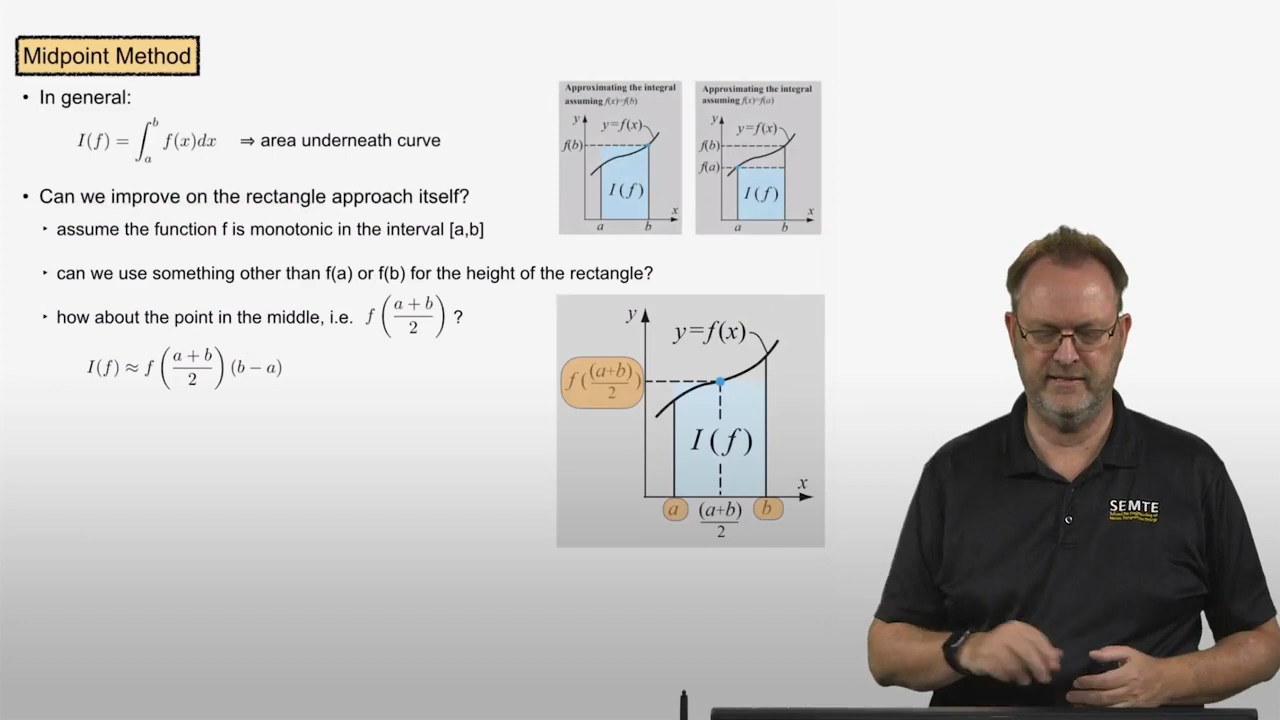 Midpoint Method
• In general:
I(f) = ∫_a^b f(x)dx ⇒ area underneath curve
• Can we improve on the rectangle approach itself?
‣ assume the function f is monotonic in the interval [a,b]
‣ can we use something other than f(a) or f(b) for the height of the rectangle?
‣ how about the point in the middle, i.e. f((a + b)/2) ?
I(f) ≈ f((a + b)/2)(b − a)
Approximating the integral
assuming f(x)=f(b)
y
y=f(x)
f(b)
I(f)
x
a
b
Approximating the integral
assuming f(x)=f(a)
y
y=f(x)
f(b)
f(a)
I(f)
x
a
b
y
y=f(x)
f((a+b)/2)
I(f)
x
a
(a+b)/2
b
SEMTE